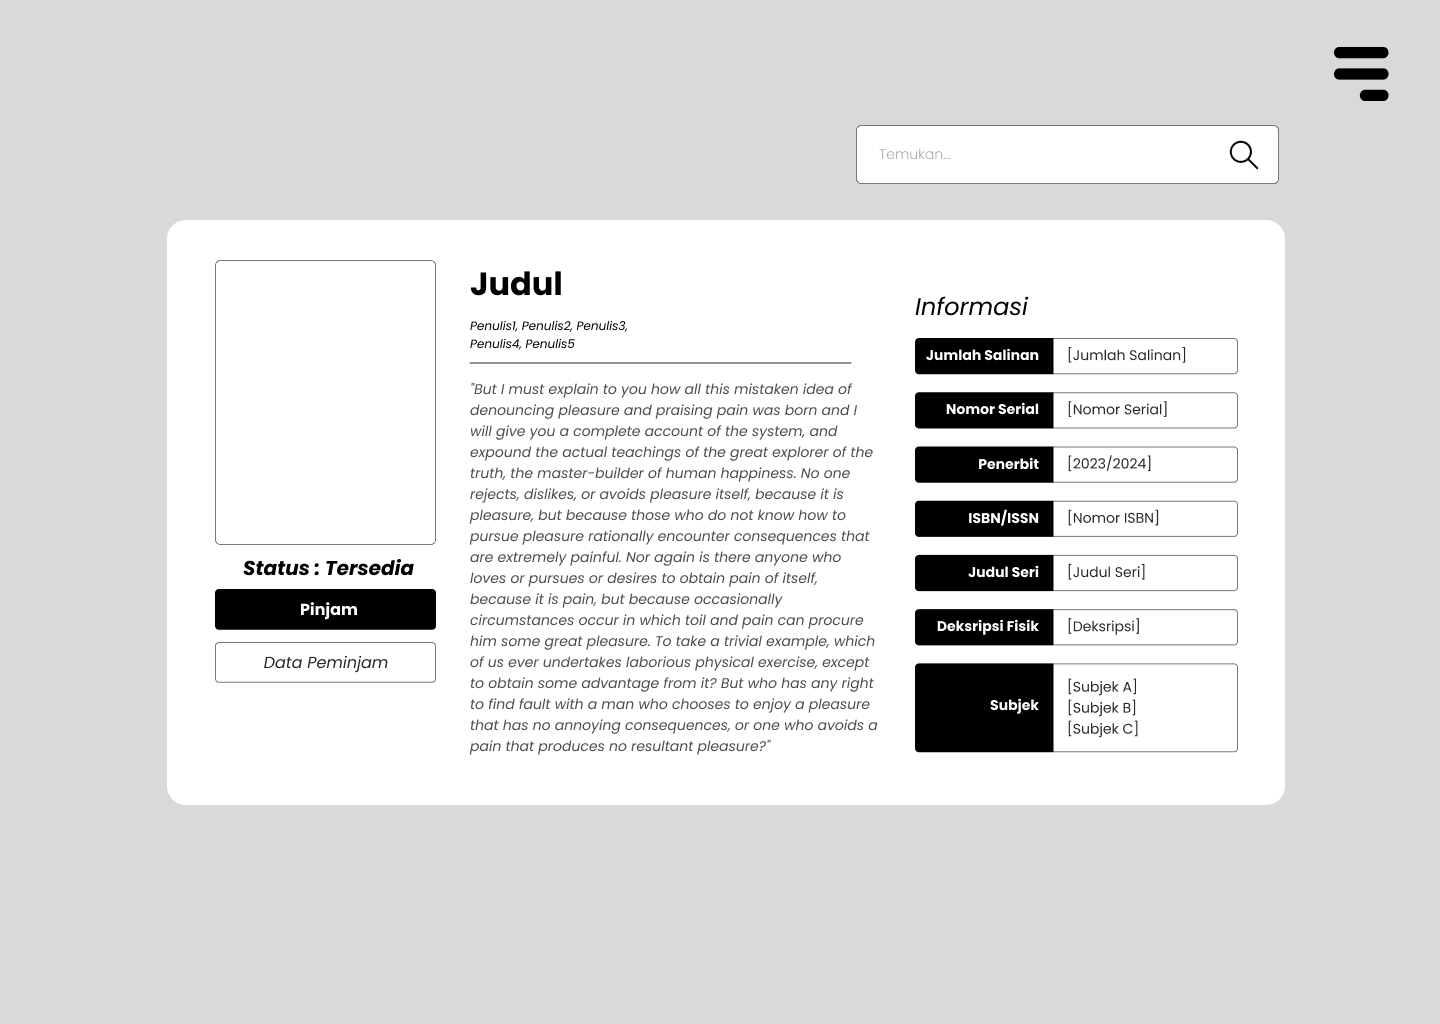 Temukan...
Status : Tersedia
Pinjam
Data Peminjam
Judul
Penulis1, Penulis2, Penulis3,
Penulis4, Penulis5
"But I must explain to you how all this mistaken idea of
denouncing pleasure and praising pain was born and I
will give you a complete account of the system, and
expound the actual teachings of the great explorer of the
truth, the master-builder of human happiness. No one
rejects, dislikes, or avoids pleasure itself, because it is
pleasure, but because those who do not know how to
pursue pleasure rationally encounter consequences that
are extremely painful. Nor again is there anyone who
loves or pursues or desires to obtain pain of itself,
because it is pain, but because occasionally
circumstances occur in which toil and pain can procure
him some great pleasure. To take a trivial example, which
of us ever undertakes laborious physical exercise, except
to obtain some advantage from it? But who has any right
to find fault with a man who chooses to enjoy a pleasure
that has no annoying consequences, or one who avoids a
pain that produces no resultant pleasure?"
Informasi
Jumlah Salinan [Jumlah Salinan]
Nomor Serial [Nomor Serial]
Penerbit [2023/2024]
ISBN/ISSN [Nomor ISBN]
Judul Seri [Judul Seri]
Deksripsi Fisik [Deksripsi]
Subjek [Subjek A]
[Subjek B]
[Subjek C]